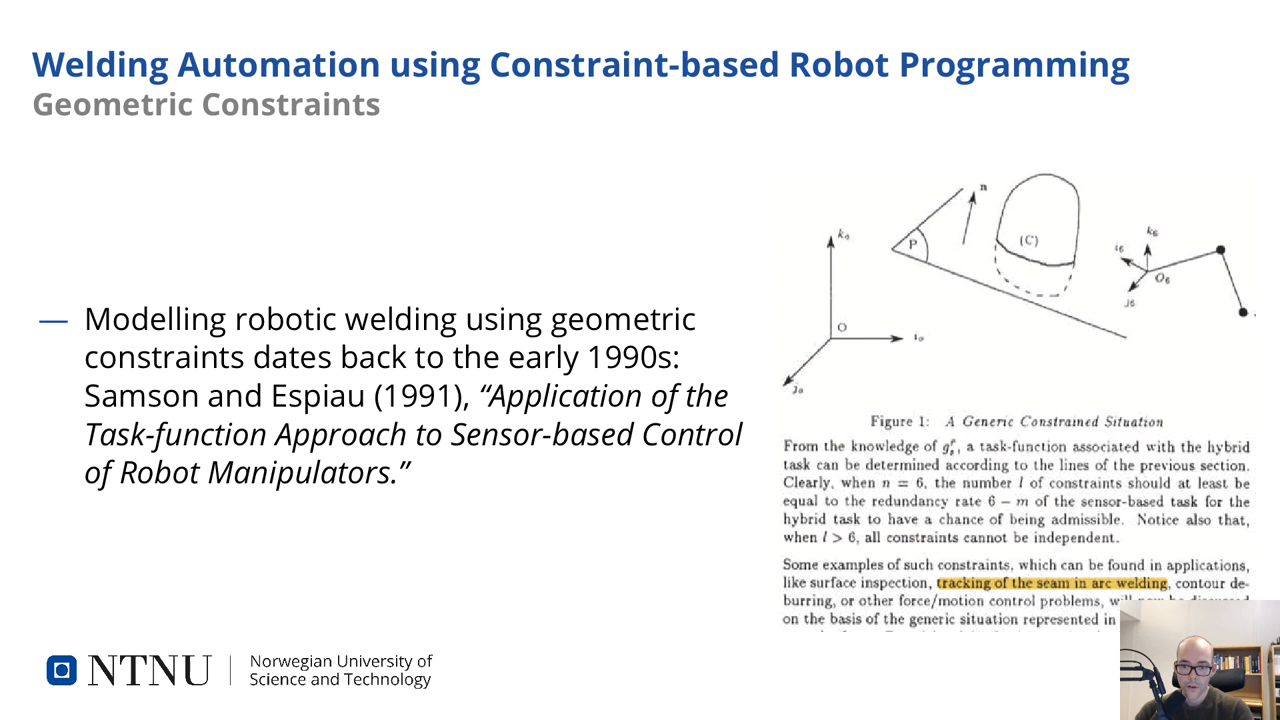 Welding Automation using Constraint-based Robot Programming
Geometric Constraints
— Modelling robotic welding using geometric
constraints dates back to the early 1990s:
Samson and Espiau (1991), “Application of the
Task-function Approach to Sensor-based Control
of Robot Manipulators.”
n
k₀
P
(C)
k₆
i₆
O₆
j₆
O
i₀
j₀
Figure 1: A Generic Constrained Situation
From the knowledge of a task-function associated with the hybrid
task can be determined according to the lines of the previous section.
Clearly, when n = 6, the number l of constraints should at least be
equal to the redundancy rate 6 − m of the sensor-based task for the
hybrid task to have a chance of being admissible. Notice also that,
when l > 6, all constraints cannot be independent.
Some examples of such constraints, which can be found in applications,
like surface inspection, tracking of the seam in arc welding, contour de-
burring, or other force/motion control problems,
on the basis of the generic situation represented in
NTNU
Norwegian University of
Science and Technology